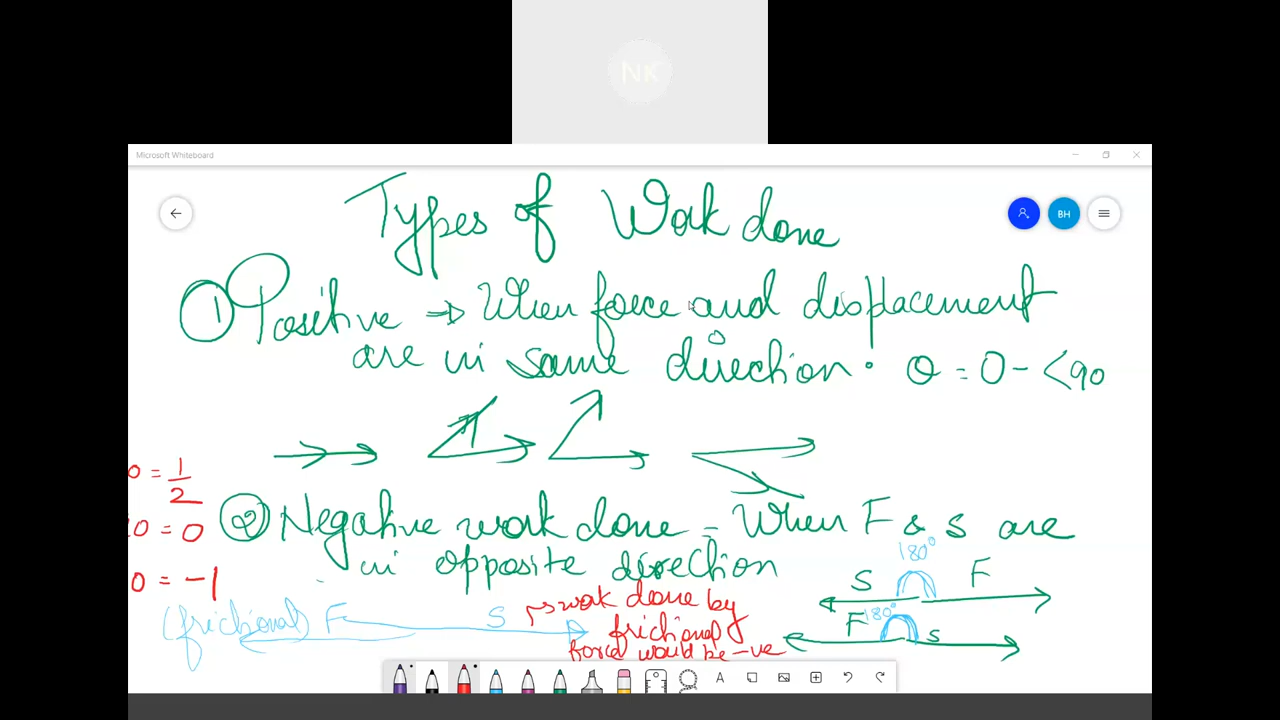 NK
Microsoft Whiteboard
Types of Work done
BH
① Positive ⇒ When force and displacement
are in same direction. θ = 0 - <90
0 = 1/2
0 = 0
0 = -1
② Negative work done - When F & S are
in opposite direction
180°
S F
(frictional) F S
→ work done by
frictional
force would be -ve
180°
F S
A